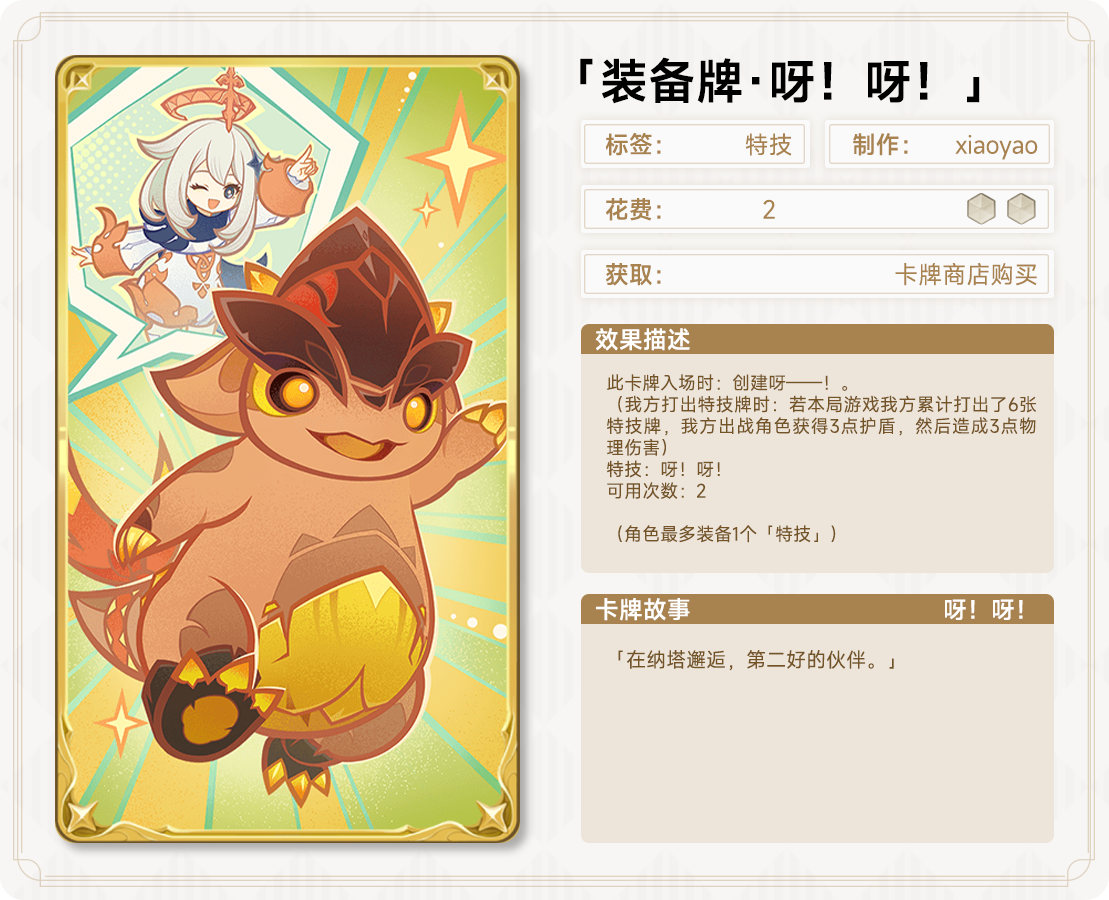 「装备牌·呀！呀！」
标签： 特技
制作： xiaoyao
花费： 2
获取： 卡牌商店购买
效果描述
此卡牌入场时：创建呀——！。
（我方打出特技牌时：若本局游戏我方累计打出了6张
特技牌，我方出战角色获得3点护盾，然后造成3点物
理伤害）
特技：呀！呀！
可用次数：2
（角色最多装备1个「特技」）
卡牌故事 呀！呀！
「在纳塔邂逅，第二好的伙伴。」